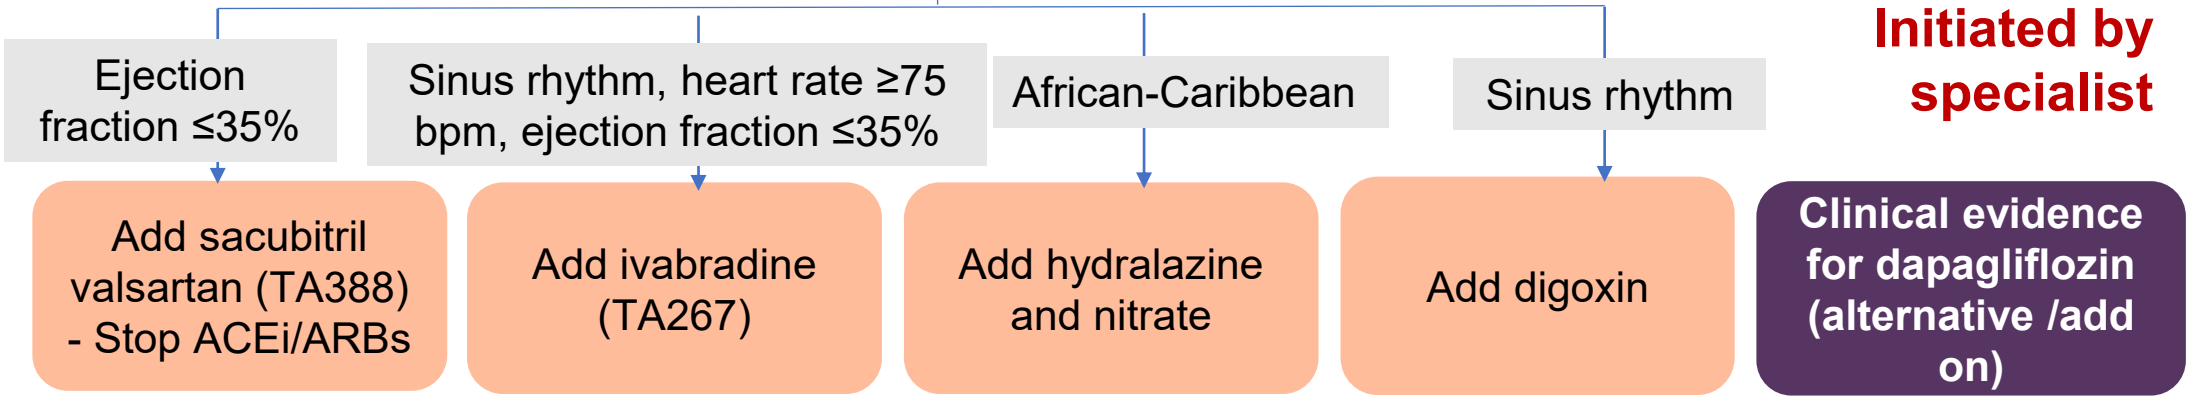 Initiated by
specialist
Ejection
fraction ≤35%
Sinus rhythm, heart rate ≥75
bpm, ejection fraction ≤35%
African-Caribbean
Sinus rhythm
Add sacubitril
valsartan (TA388)
- Stop ACEi/ARBs
Add ivabradine
(TA267)
Add hydralazine
and nitrate
Add digoxin
Clinical evidence
for dapagliflozin
(alternative /add
on)